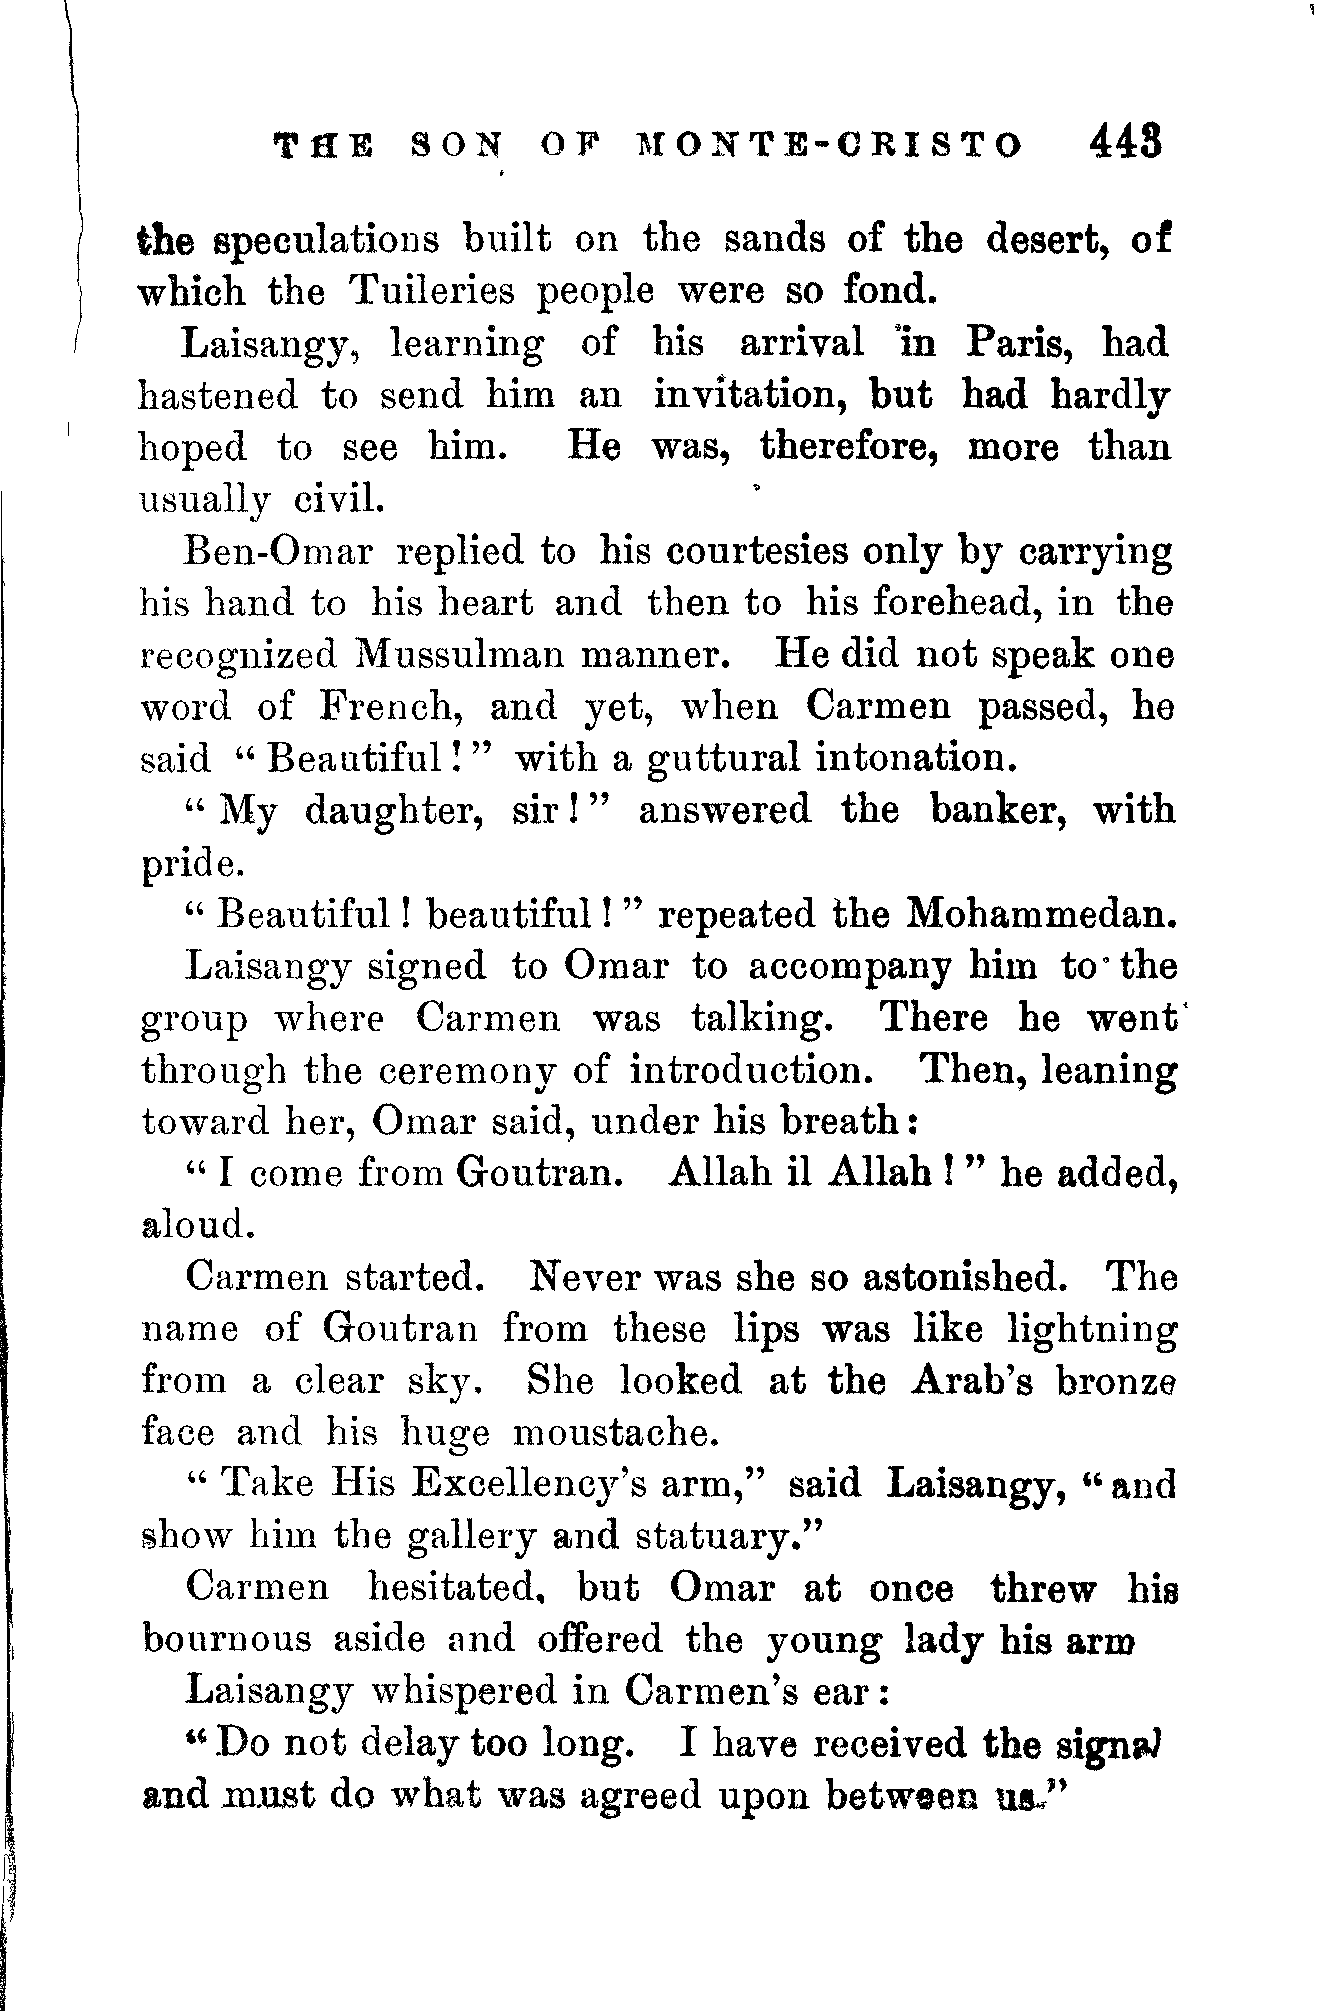 THE SON OF MONTE-CRISTO 443
the speculations built on the sands of the desert, of
which the Tuileries people were so fond.
Laisangy, learning of his arrival in Paris, had
hastened to send him an invitation, but had hardly
hoped to see him. He was, therefore, more than
usually civil.
Ben-Omar replied to his courtesies only by carrying
his hand to his heart and then to his forehead, in the
recognized Mussulman manner. He did not speak one
word of French, and yet, when Carmen passed, he
said “ Beautiful ! ” with a guttural intonation.
“ My daughter, sir ! ” answered the banker, with
pride.
“ Beautiful ! beautiful ! ” repeated the Mohammedan.
Laisangy signed to Omar to accompany him to the
group where Carmen was talking. There he went
through the ceremony of introduction. Then, leaning
toward her, Omar said, under his breath :
“ I come from Goutran. Allah il Allah ! ” he added,
aloud.
Carmen started. Never was she so astonished. The
name of Goutran from these lips was like lightning
from a clear sky. She looked at the Arab’s bronze
face and his huge moustache.
“ Take His Excellency’s arm,” said Laisangy, “ and
show him the gallery and statuary.”
Carmen hesitated, but Omar at once threw his
bournous aside and offered the young lady his arm
Laisangy whispered in Carmen’s ear :
“ Do not delay too long. I have received the signal
and must do what was agreed upon between us.”